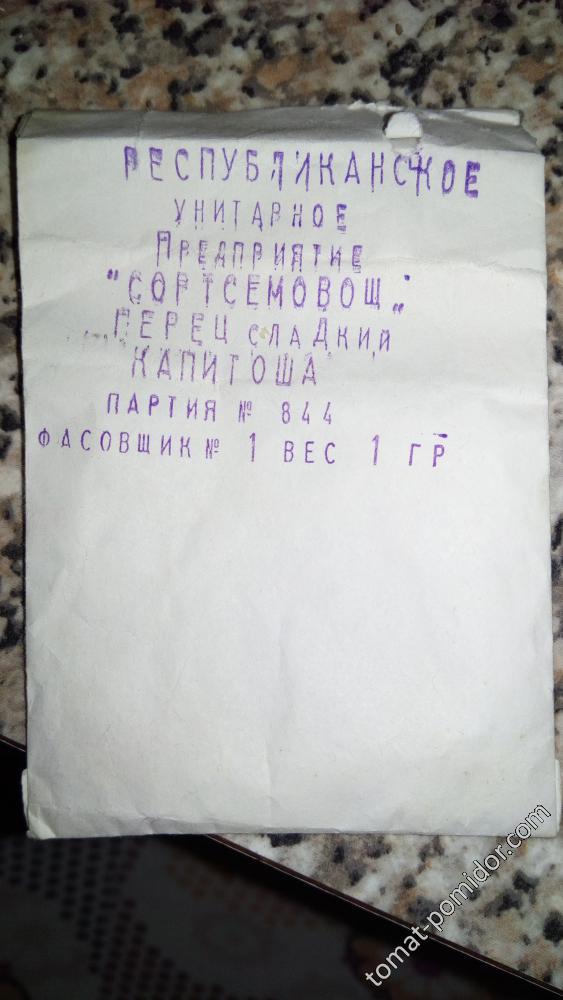 РЕСПУБЛИКАНСКОЕ
УНИТАРНОЕ
ПРЕДПРИЯТИЕ
"СОРТСЕМОВОЩ„
ПЕРЕЦ СЛАДКИЙ
"КАПИТОША"
ПАРТИЯ № 844
ФАСОВЩИК № 1 ВЕС 1 ГР
tomat-pomidor.com